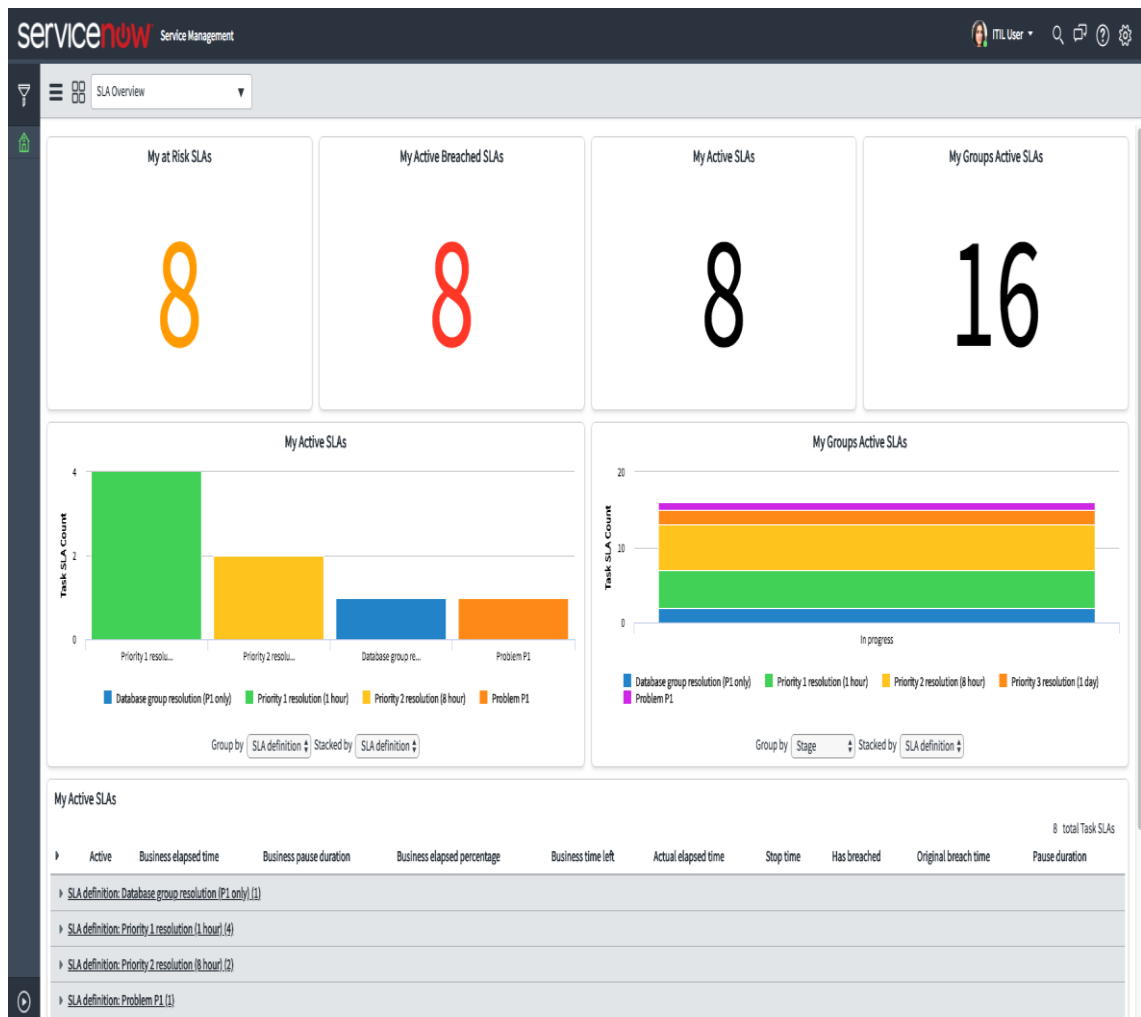 servicenow Service Management
ITIL User
SLA Overview
My at Risk SLAs
8
My Active Breached SLAs
8
My Active SLAs
8
My Groups Active SLAs
16
My Active SLAs
Task SLA Count
4
2
0
Priority 1 resolu...
Priority 2 resolu...
Database group re...
Problem P1
Database group resolution (P1 only)
Priority 1 resolution (1 hour)
Priority 2 resolution (8 hour)
Problem P1
Group by SLA definition Stacked by SLA definition
My Groups Active SLAs
Task SLA Count
20
10
0
In progress
Database group resolution (P1 only)
Priority 1 resolution (1 hour)
Priority 2 resolution (8 hour)
Priority 3 resolution (1 day)
Problem P1
Group by Stage Stacked by SLA definition
My Active SLAs
8 total Task SLAs
Active Business elapsed time Business pause duration Business elapsed percentage Business time left Actual elapsed time Stop time Has breached Original breach time Pause duration
SLA definition: Database group resolution (P1 only) (1)
SLA definition: Priority 1 resolution (1 hour) (4)
SLA definition: Priority 2 resolution (8 hour) (2)
SLA definition: Problem P1 (1)